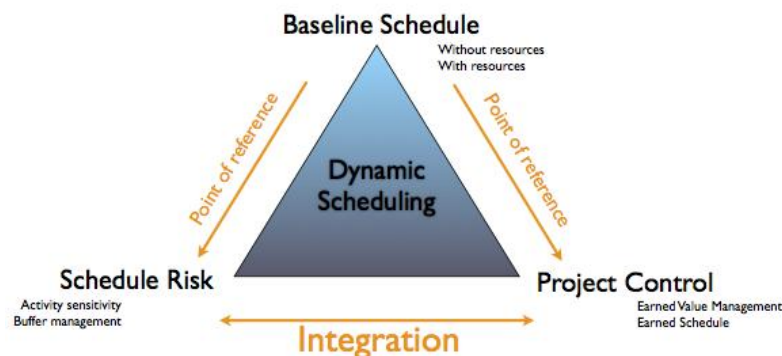 Baseline Schedule
Without resources
With resources
Point of reference
Point of reference
Dynamic
Scheduling
Schedule Risk
Activity sensitivity
Buffer management
Project Control
Earned Value Management
Earned Schedule
Integration